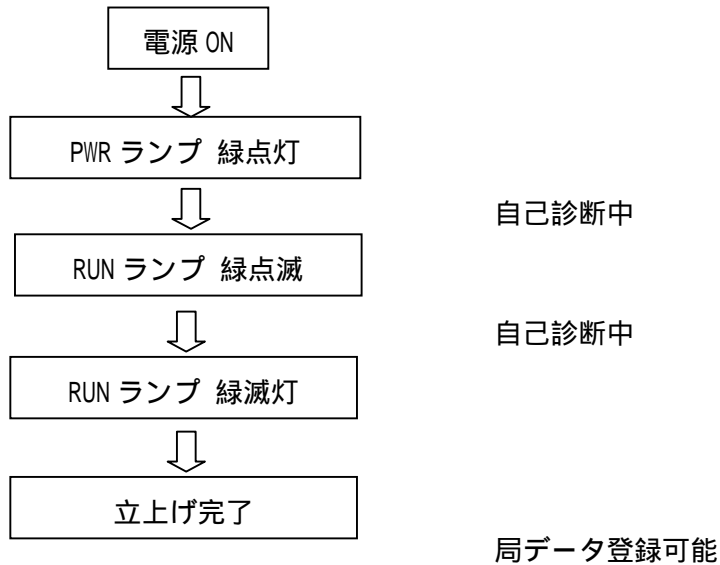 電源 ON
PWR ランプ 緑点灯
自己診断中
RUN ランプ 緑点滅
自己診断中
RUN ランプ 緑滅灯
立上げ完了
局データ登録可能